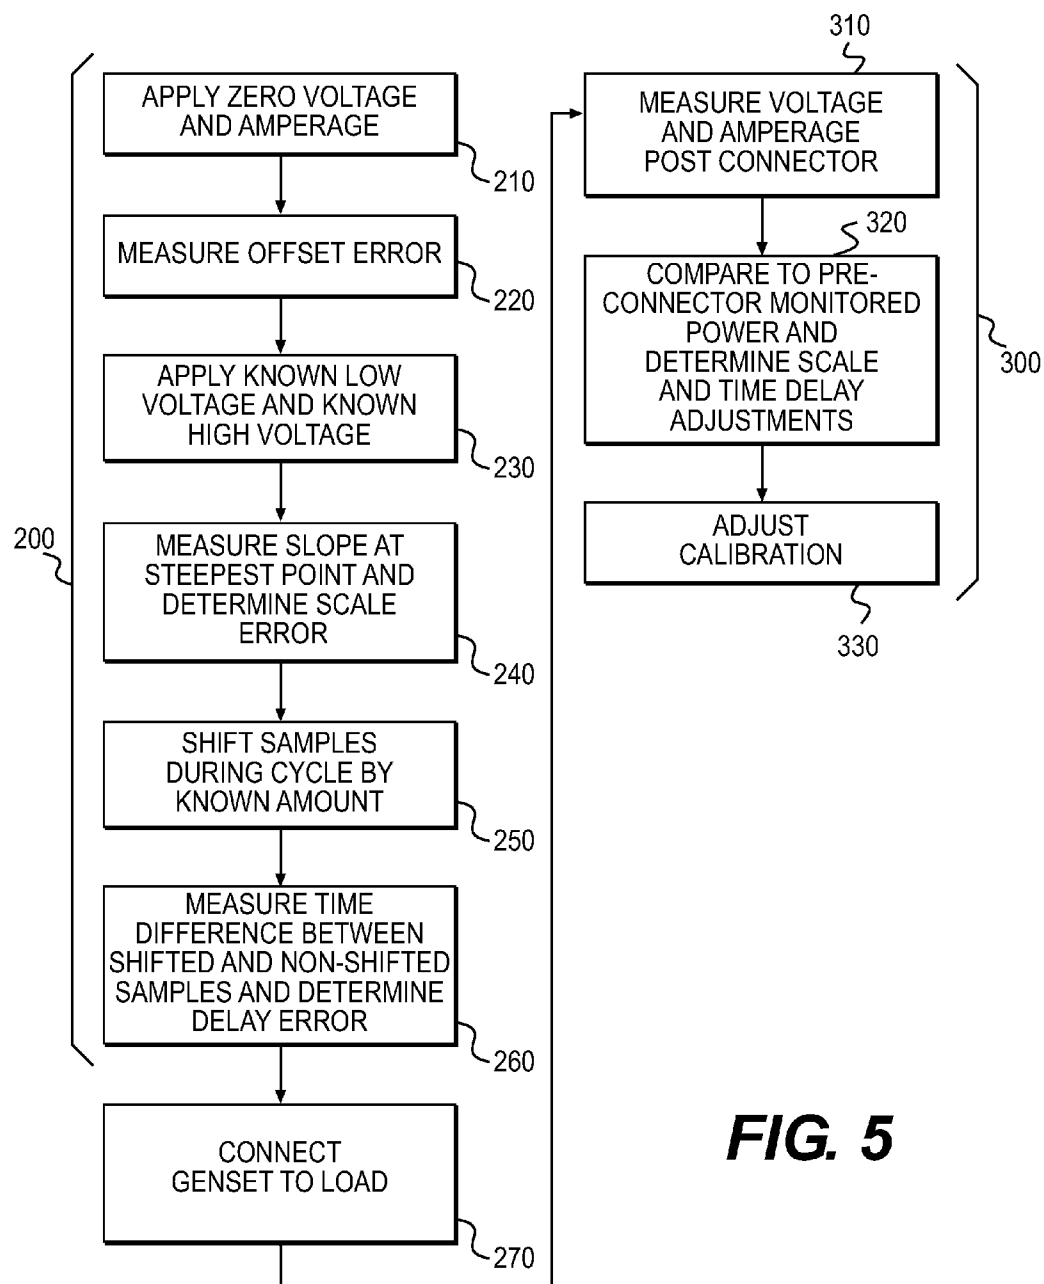 200
APPLY ZERO VOLTAGE
AND AMPERAGE
210
MEASURE OFFSET ERROR
220
APPLY KNOWN LOW
VOLTAGE AND KNOWN
HIGH VOLTAGE
230
MEASURE SLOPE AT
STEEPEST POINT AND
DETERMINE SCALE
ERROR
240
SHIFT SAMPLES
DURING CYCLE BY
KNOWN AMOUNT
250
MEASURE TIME
DIFFERENCE BETWEEN
SHIFTED AND NON-SHIFTED
SAMPLES AND DETERMINE
DELAY ERROR
260
CONNECT
GENSET TO LOAD
270
310
MEASURE VOLTAGE
AND AMPERAGE
POST CONNECTOR
320
COMPARE TO PRE-
CONNECTOR MONITORED
POWER AND
DETERMINE SCALE
AND TIME DELAY
ADJUSTMENTS
300
ADJUST
CALIBRATION
330
FIG. 5